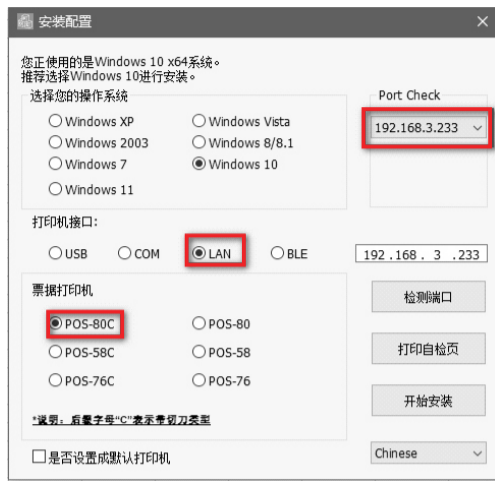 安装配置
您正使用的是Windows 10 x64系统。
推荐选择Windows 10进行安装。
选择您的操作系统
Port Check
Windows XP
Windows Vista
192.168.3.233
Windows 2003
Windows 8/8.1
Windows 7
Windows 10
Windows 11
打印机接口:
USB
COM
LAN
BLE
192.168. 3 .233
票据打印机
检测端口
POS-80C
POS-80
POS-58C
POS-58
打印自检页
POS-76C
POS-76
开始安装
*说明:后缀字母“C”表示带切刀类型
是否设置成默认打印机
Chinese